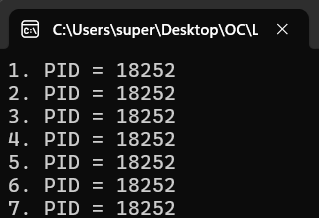 C:\Users\super\Desktop\OC\L
1. PID = 18252
2. PID = 18252
3. PID = 18252
4. PID = 18252
5. PID = 18252
6. PID = 18252
7. PID = 18252